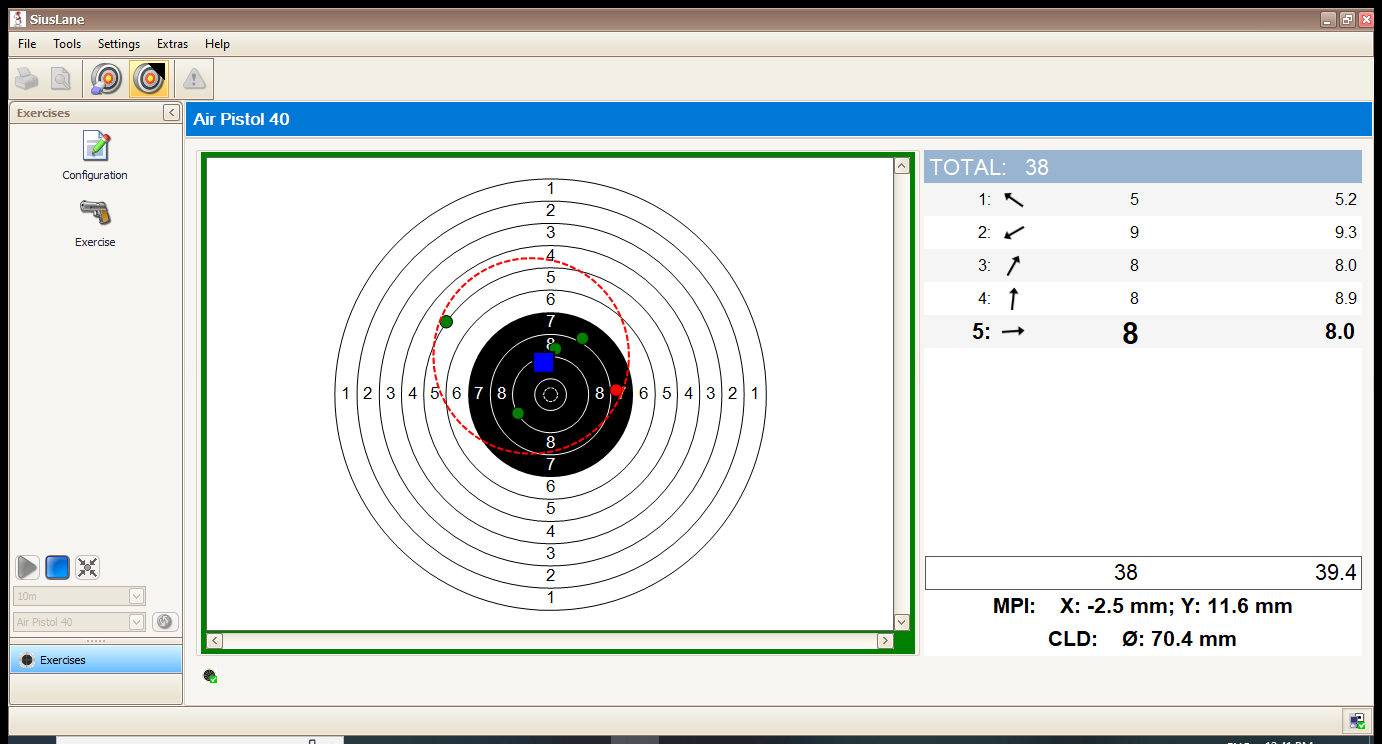 SiusLane
File Tools Settings Extras Help
Exercises
Air Pistol 40
Configuration
Exercise
1
2
3
4
5
6
7
8
1 2 3 4 5 6 7 8 8 7 6 5 4 3 2 1
8
7
6
5
4
3
2
1
TOTAL: 38
1: 5 5.2
2: 9 9.3
3: 8 8.0
4: 8 8.9
5: 8 8.0
38 39.4
MPI: X: -2.5 mm; Y: 11.6 mm
CLD: Ø: 70.4 mm
10m
Air Pistol 40
Exercises